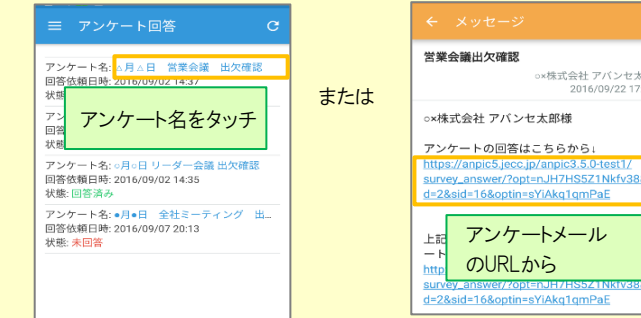 アンケート回答
アンケート名: △月△日 営業会議 出欠確認
回答依頼日時: 2016/09/02 14:37
状態
アンケート名をタッチ
アン
回答
状態
アンケート名: ○月○日 リーダー会議 出欠確認
回答依頼日時: 2016/09/02 14:35
状態: 回答済み
アンケート名: ●月●日 全社ミーティング 出...
回答依頼日時: 2016/09/07 20:13
状態: 未回答
または
メッセージ
営業会議出欠確認
○×株式会社 アバンセ太
2016/09/22 17
○×株式会社 アバンセ太郎様
アンケートの回答はこちらから↓
https://anpic5.jecc.jp/anpic3.5.0-test1/
survey_answer/?opt=nJH7HS5Z1Nkfv38
d=2&sid=16&optin=sYiAkq1qmPaE
上記
ート
http
アンケートメール
のURLから
survey_answer/?opt=nJH7HS5Z1Nkfv38
d=2&sid=16&optin=sYiAkq1qmPaE